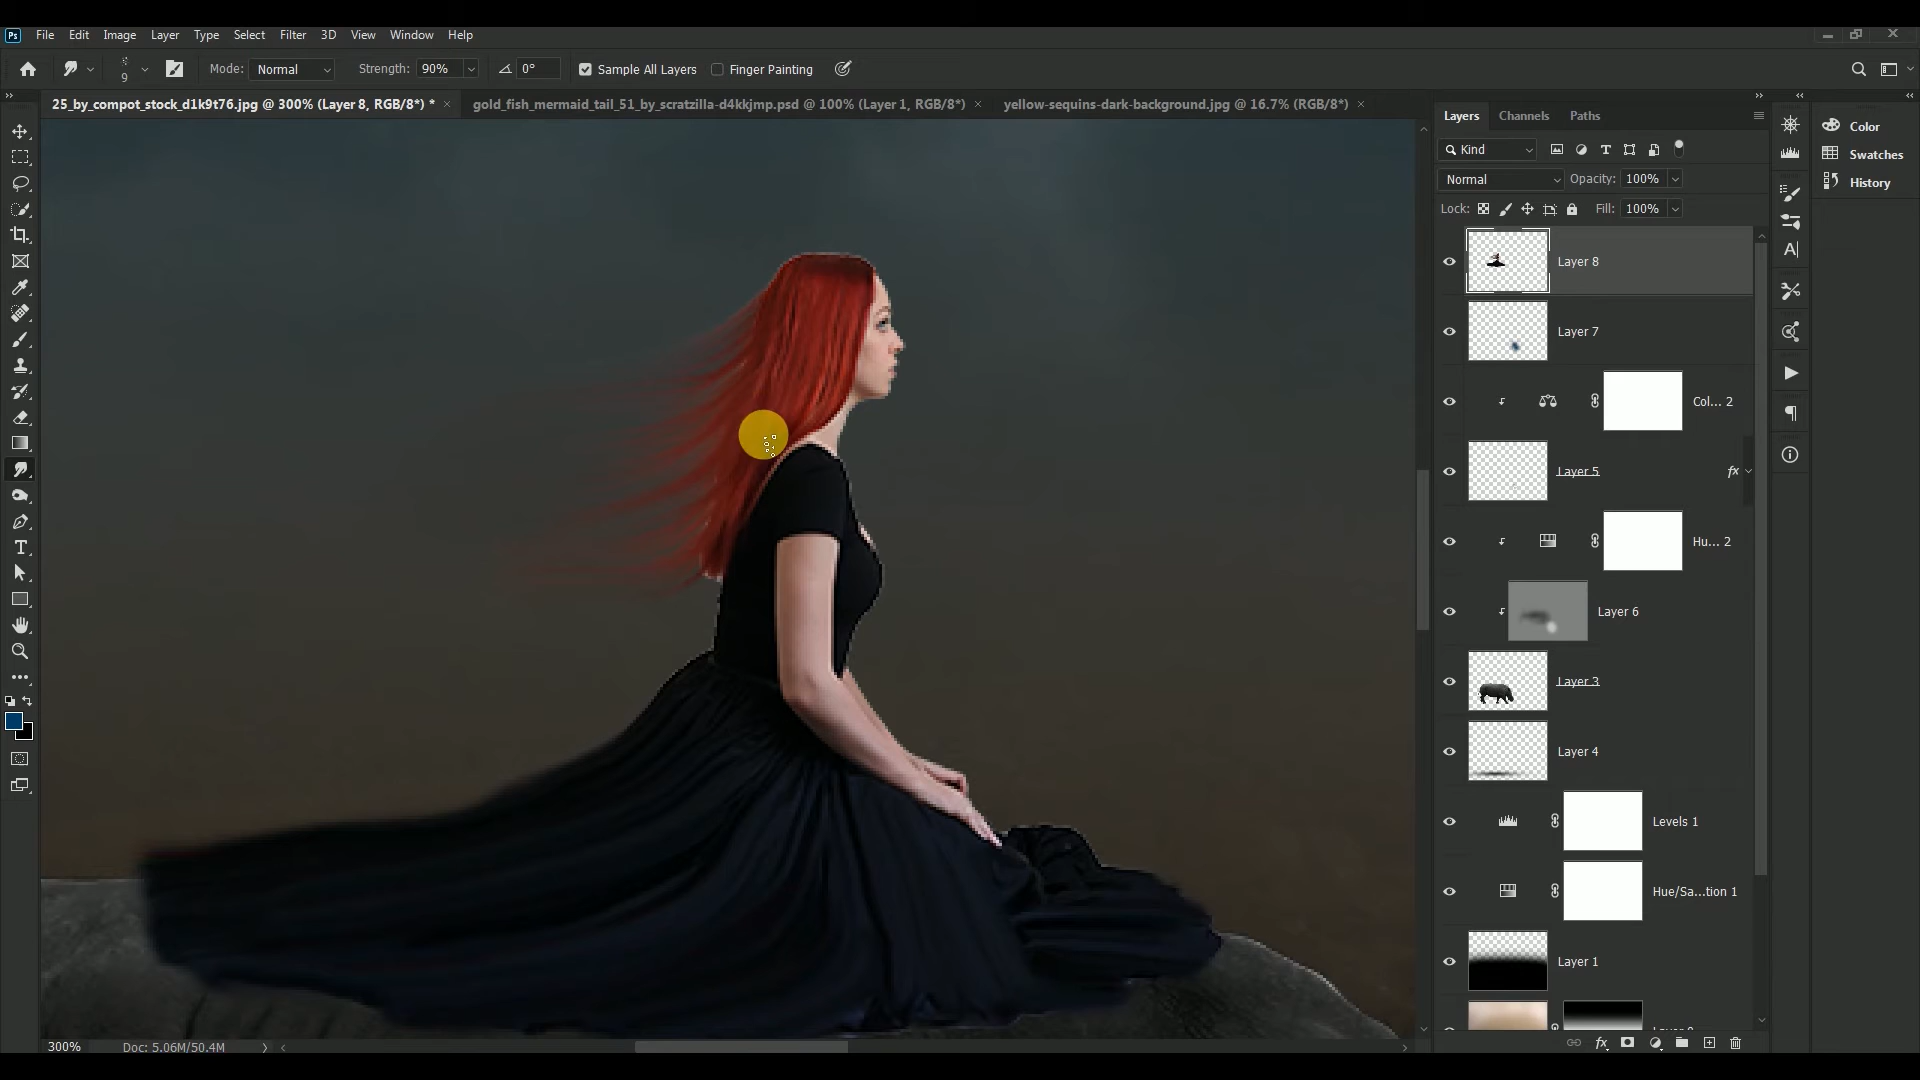 Ps File Edit Image Layer Type Select Filter 3D View Window Help
9 Mode: Normal Strength: 90% 0° Sample All Layers Finger Painting
25_by_compot_stock_d1k9t76.jpg @ 300% (Layer 8, RGB/8*) * gold_fish_mermaid_tail_51_by_scratzilla-d4kkjmp.psd @ 100% (Layer 1, RGB/8*) yellow-sequins-dark-background.jpg @ 16.7% (RGB/8*)
Layers Channels Paths
Color
Kind
Swatches
Normal Opacity: 100%
History
Lock: Fill: 100%
Layer 8
Layer 7
Col... 2
Layer 5 fx
Hu... 2
Layer 6
Layer 3
Layer 4
Levels 1
Hue/Sa...tion 1
Layer 1
300% Doc: 5.06M/50.4M
fx